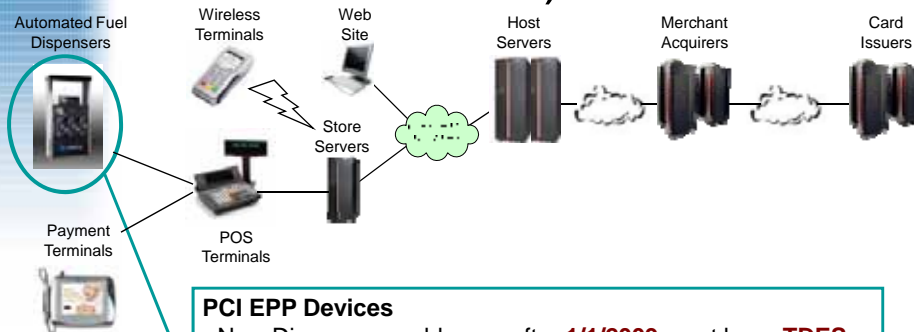 Automated Fuel
Dispensers
Wireless
Terminals
Web
Site
Host
Servers
Merchant
Acquirers
Card
Issuers
Store
Servers
Payment
Terminals
POS
Terminals
PCI EPP Devices